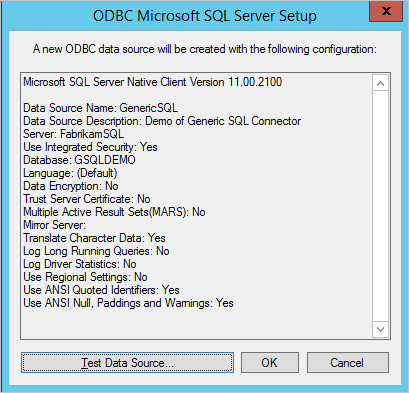 ODBC Microsoft SQL Server Setup
x
A new ODBC data source will be created with the following configuration:
Microsoft SQL Server Native Client Version 11.00.2100
Data Source Name: GenericSQL
Data Source Description: Demo of Generic SQL Connector
Server: FabrikamSQL
Use Integrated Security: Yes
Database: GSQLDEMO
Language: (Default)
Data Encryption: No
Trust Server Certificate: No
Multiple Active Result Sets(MARS): No
Mirror Server:
Translate Character Data: Yes
Log Long Running Queries: No
Log Driver Statistics: No
Use Regional Settings: No
Use ANSI Quoted Identifiers: Yes
Use ANSI Null, Paddings and Warnings: Yes
Test Data Source...
OK
Cancel